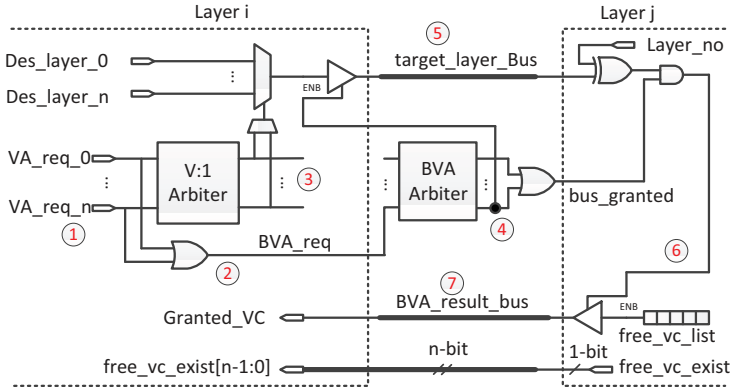 Layer i
Layer j
5
Des_layer_0
target_layer_Bus
Layer_no
...
ENB
Des_layer_n
VA_req_0
V:1
Arbiter
BVA
Arbiter
...
...
3
...
...
VA_req_n
bus_granted
1
4
2
BVA_req
6
7
BVA_result_bus
ENB
Granted_VC
free_vc_list
n-bit
1-bit
free_vc_exist[n-1:0]
free_vc_exist